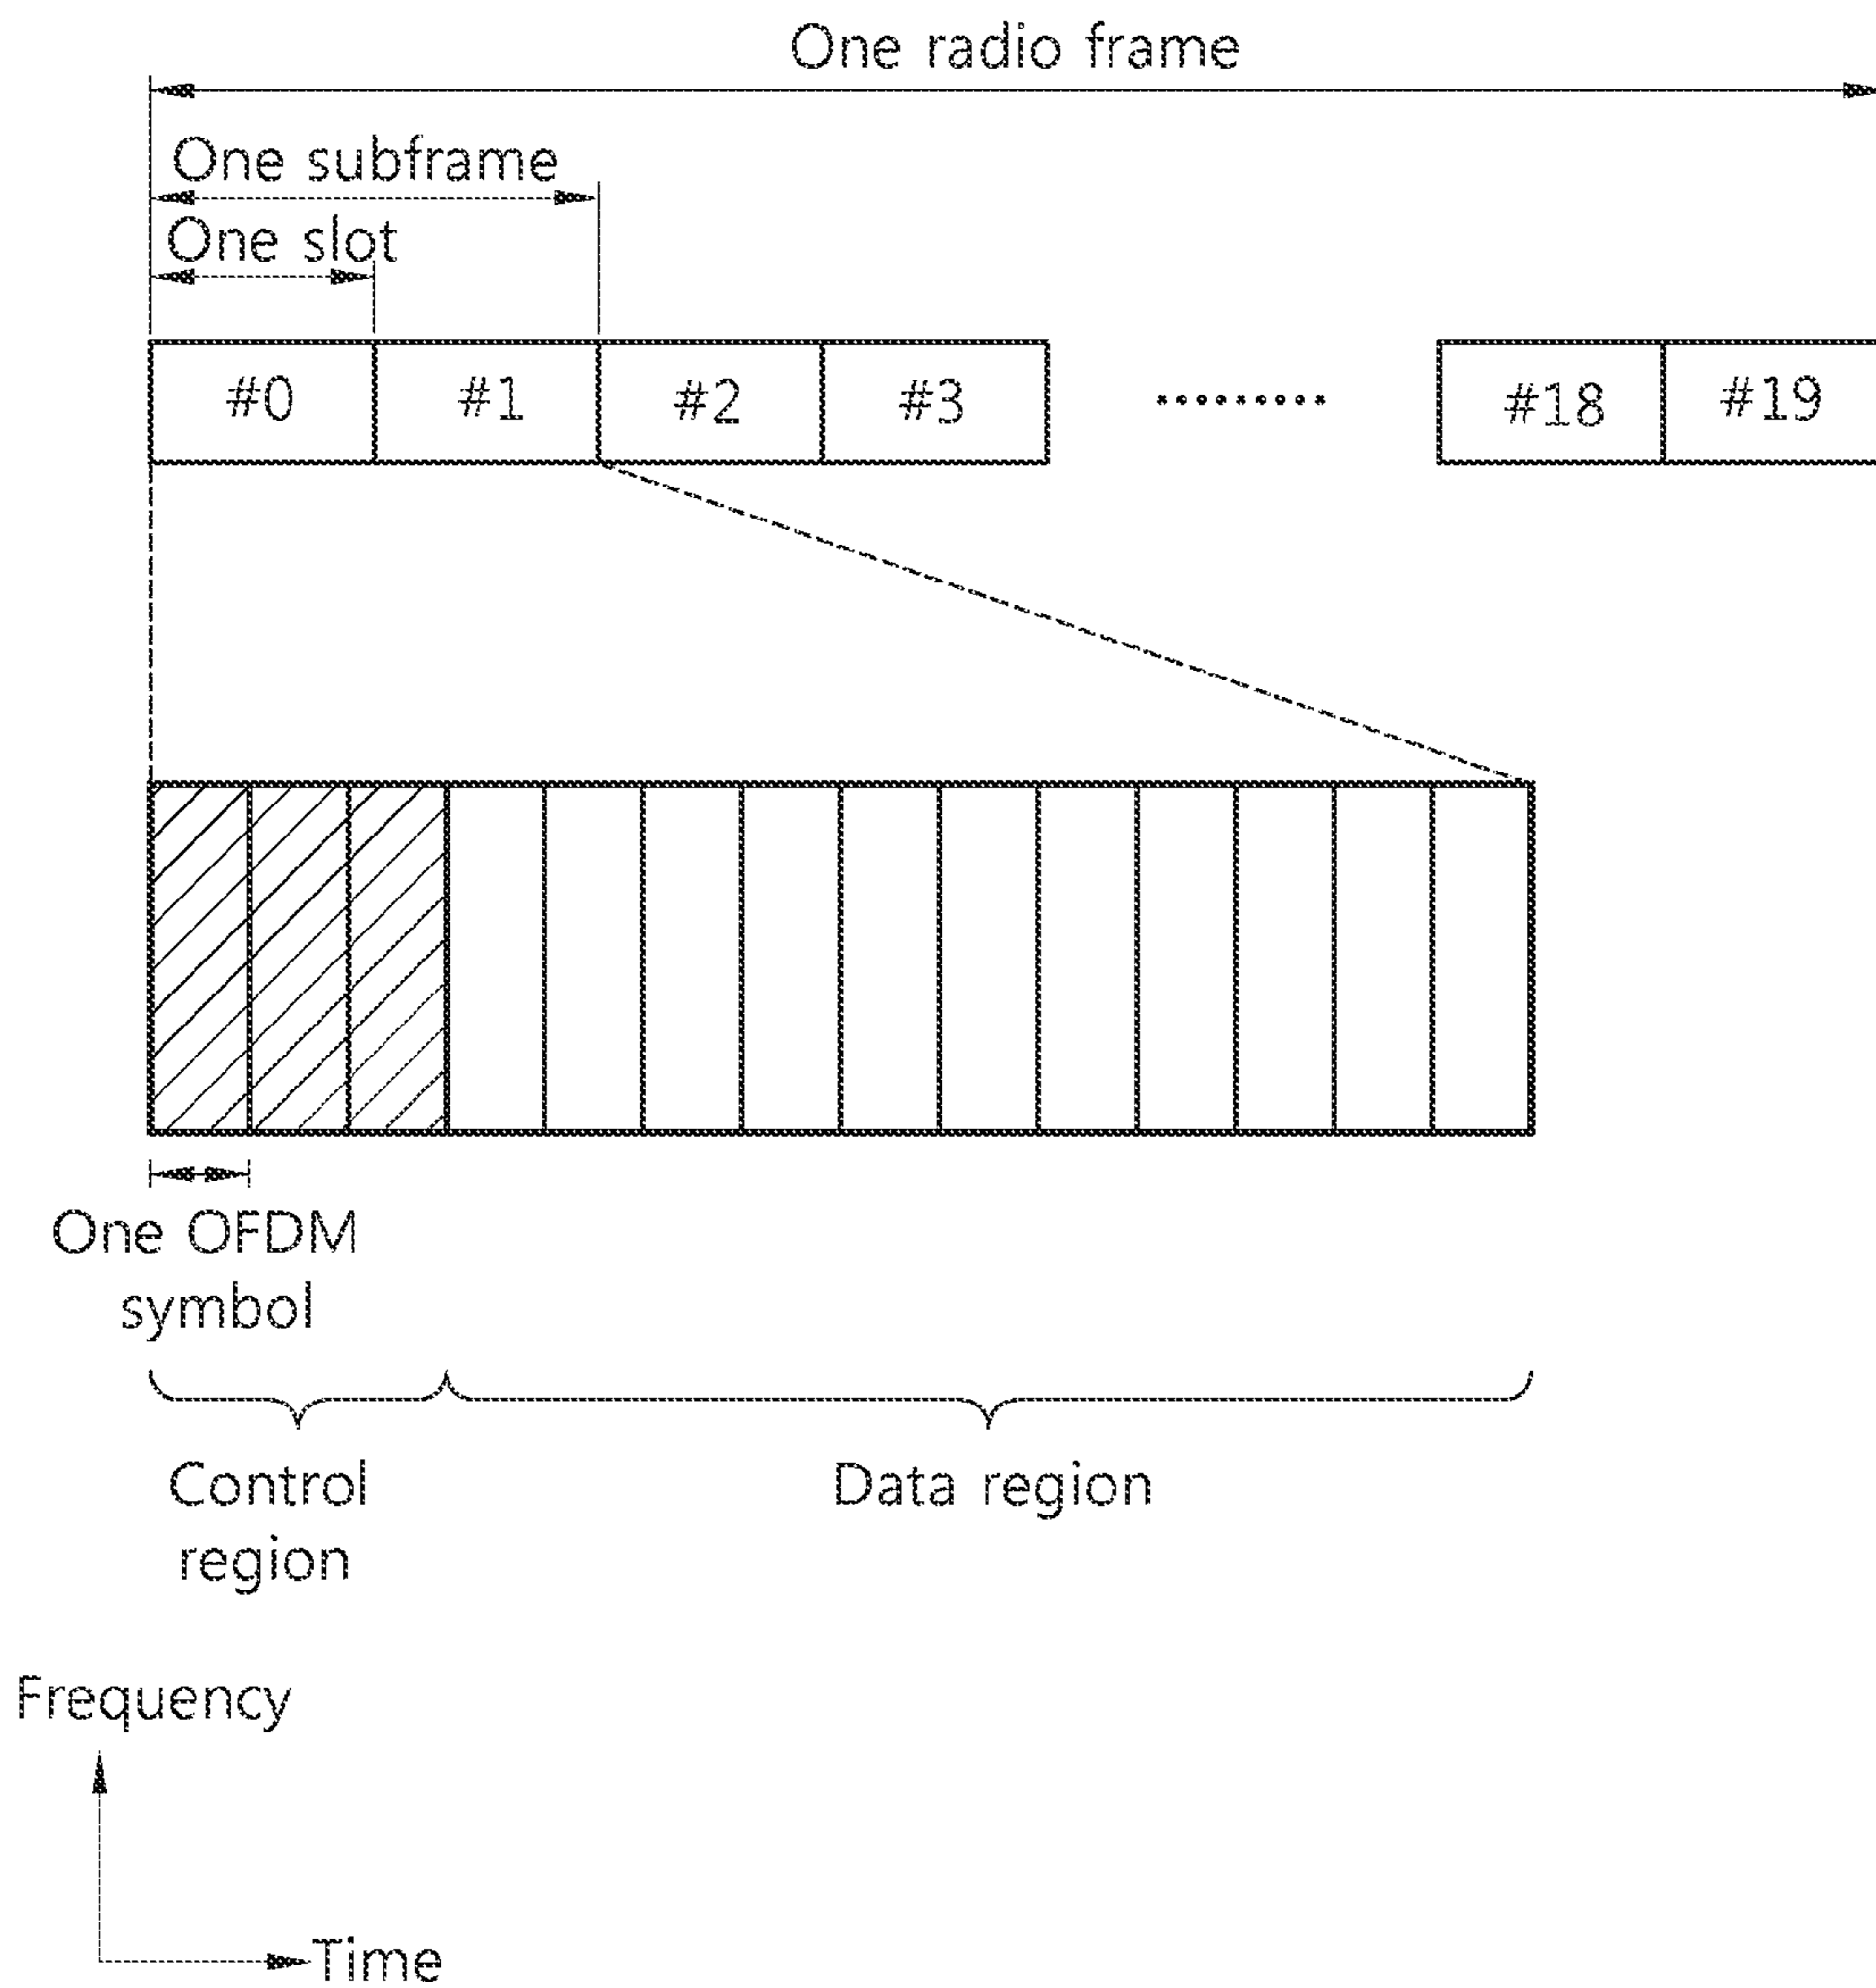 One radio frame
One subframe
One slot
#0 #1 #2 #3 ......... #18 #19
One OFDM
symbol
Control
region
Data region
Frequency
Time